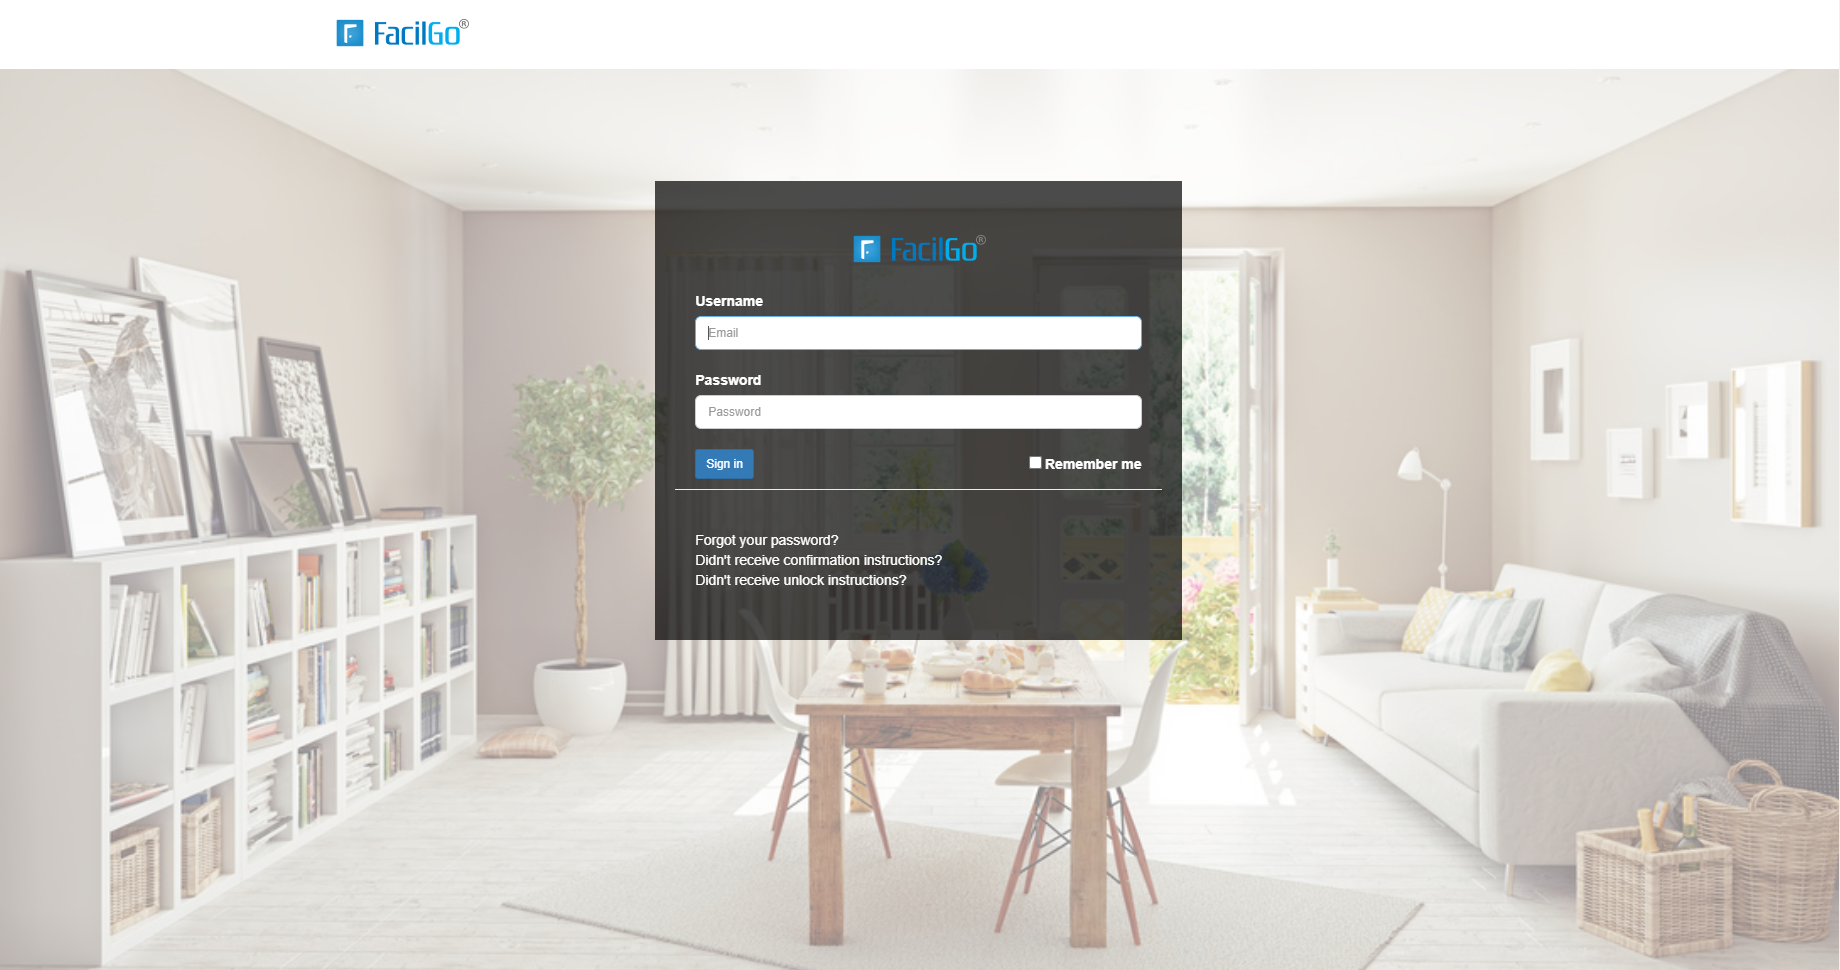 FacilGo®
FacilGo®
Username
Email
Password
Password
Sign in
Remember me
Forgot your password?
Didn't receive confirmation instructions?
Didn't receive unlock instructions?